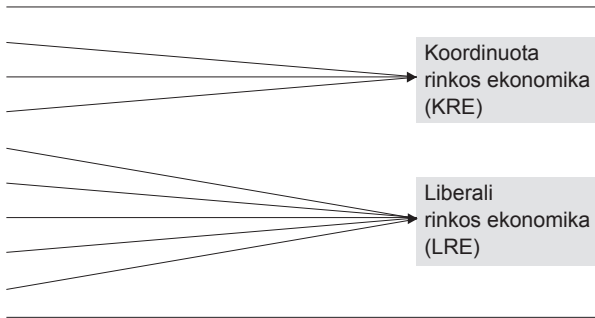 Koordinuota
rinkos ekonomika
(KRE)
Liberali
rinkos ekonomika
(LRE)